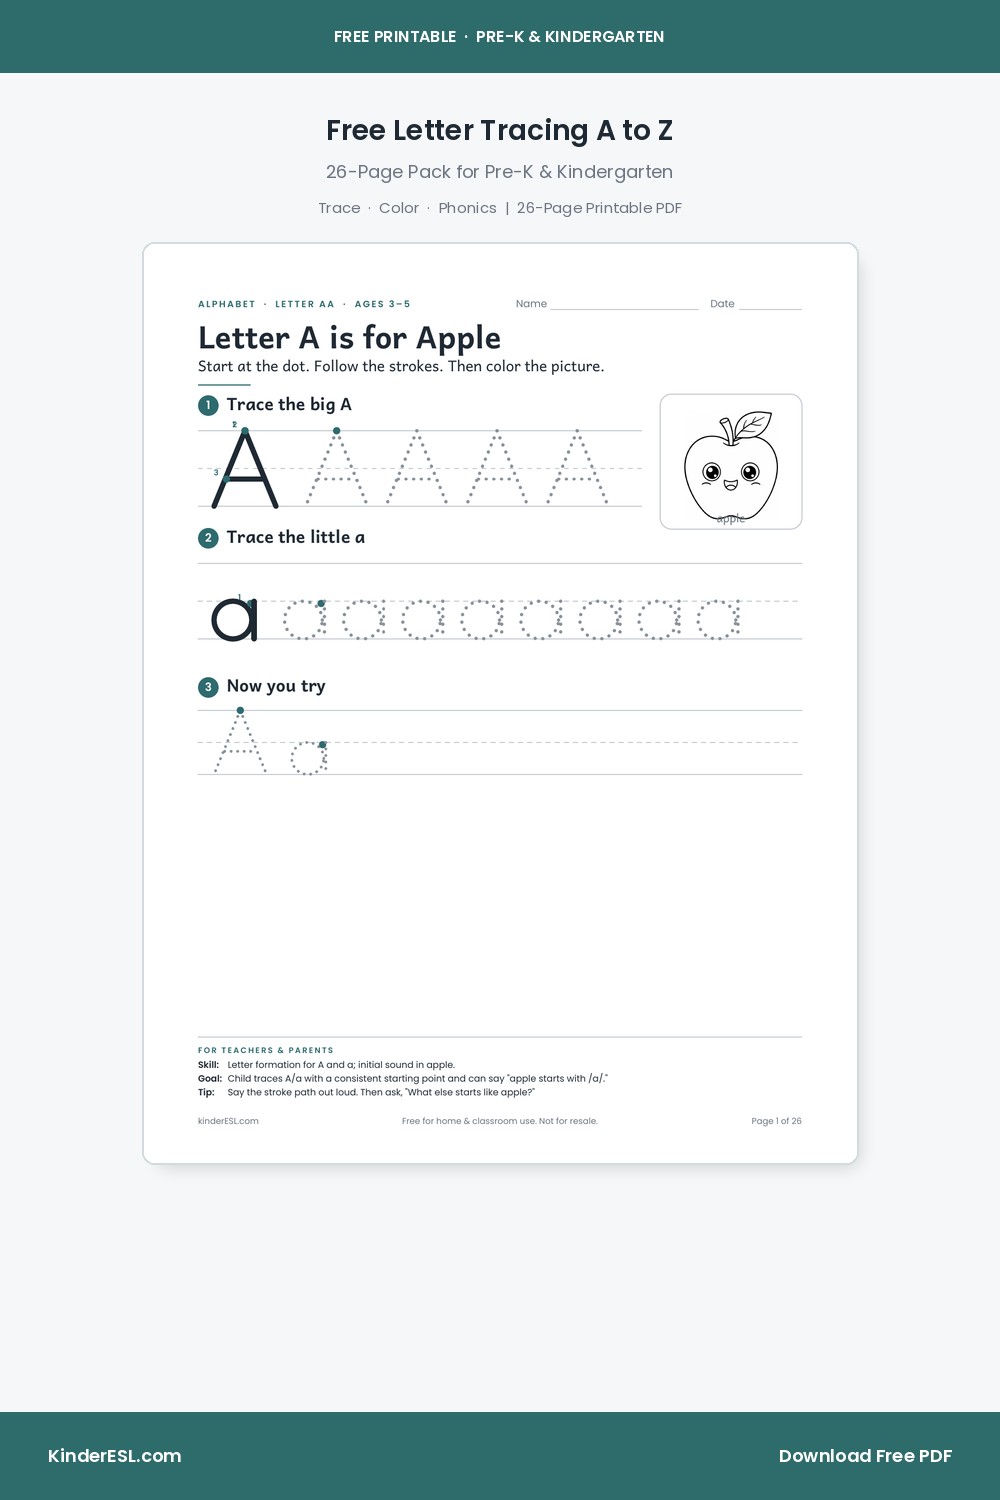 FREE PRINTABLE · PRE-K & KINDERGARTEN
Free Letter Tracing A to Z
26-Page Pack for Pre-K & Kindergarten
Trace · Color · Phonics | 26-Page Printable PDF
ALPHABET · LETTER AA · AGES 3–5
Name Date
Letter A is for Apple
Start at the dot. Follow the strokes. Then color the picture.
1 Trace the big A
3
A A A A A
apple
2 Trace the little a
1
a a a a a a a a a
3 Now you try
A a
FOR TEACHERS & PARENTS
Skill: Letter formation for A and a; initial sound in apple.
Goal: Child traces A/a with a consistent starting point and can say "apple starts with /a/."
Tip: Say the stroke path out loud. Then ask, "What else starts like apple?"
kinderESL.com Free for home & classroom use. Not for resale. Page 1 of 26
KinderESL.com Download Free PDF